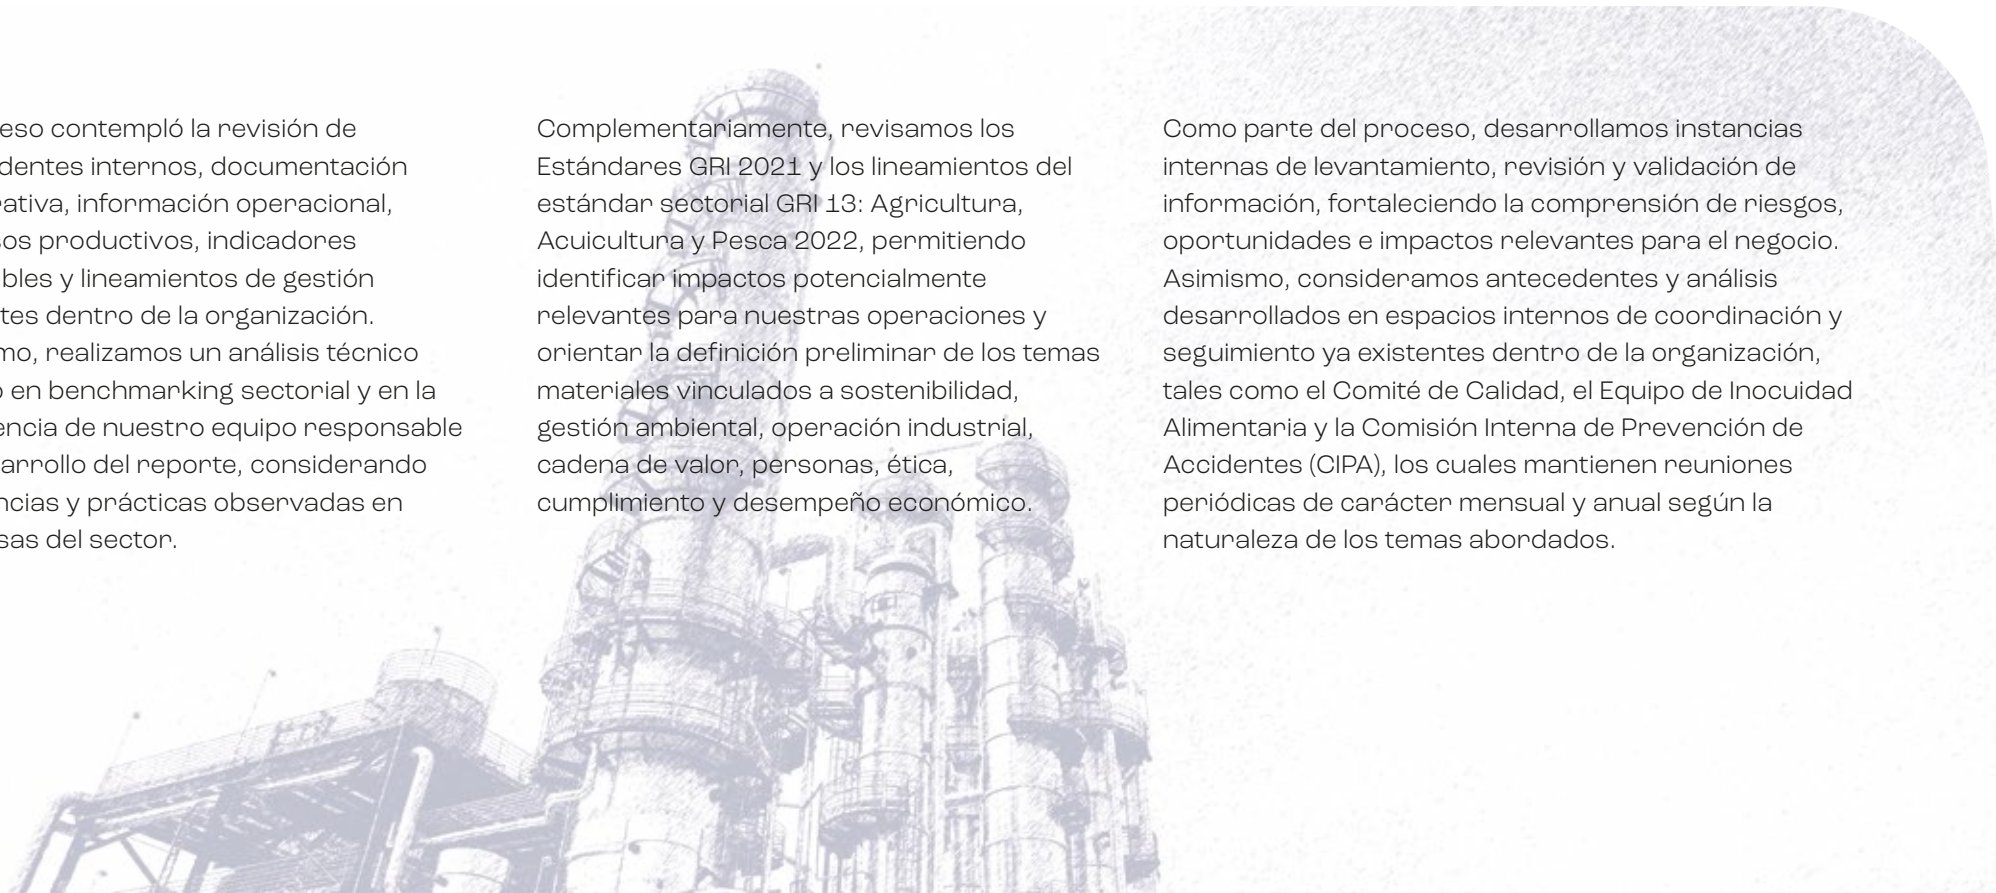 eso contempló la revisión de
dentes internos, documentación
ativa, información operacional,
os productivos, indicadores
bles y lineamientos de gestión
tes dentro de la organización.
mo, realizamos un análisis técnico
en benchmarking sectorial y en la
encia de nuestro equipo responsable
arrollo del reporte, considerando
ncias y prácticas observadas en
sas del sector.
Complementariamente, revisamos los
Estándares GRI 2021 y los lineamientos del
estándar sectorial GRI 13: Agricultura,
Acuicultura y Pesca 2022, permitiendo
identificar impactos potencialmente
relevantes para nuestras operaciones y
orientar la definición preliminar de los temas
materiales vinculados a sostenibilidad,
gestión ambiental, operación industrial,
cadena de valor, personas, ética,
cumplimiento y desempeño económico.
Como parte del proceso, desarrollamos instancias
internas de levantamiento, revisión y validación de
información, fortaleciendo la comprensión de riesgos,
oportunidades e impactos relevantes para el negocio.
Asimismo, consideramos antecedentes y análisis
desarrollados en espacios internos de coordinación y
seguimiento ya existentes dentro de la organización,
tales como el Comité de Calidad, el Equipo de Inocuidad
Alimentaria y la Comisión Interna de Prevención de
Accidentes (CIPA), los cuales mantienen reuniones
periódicas de carácter mensual y anual según la
naturaleza de los temas abordados.